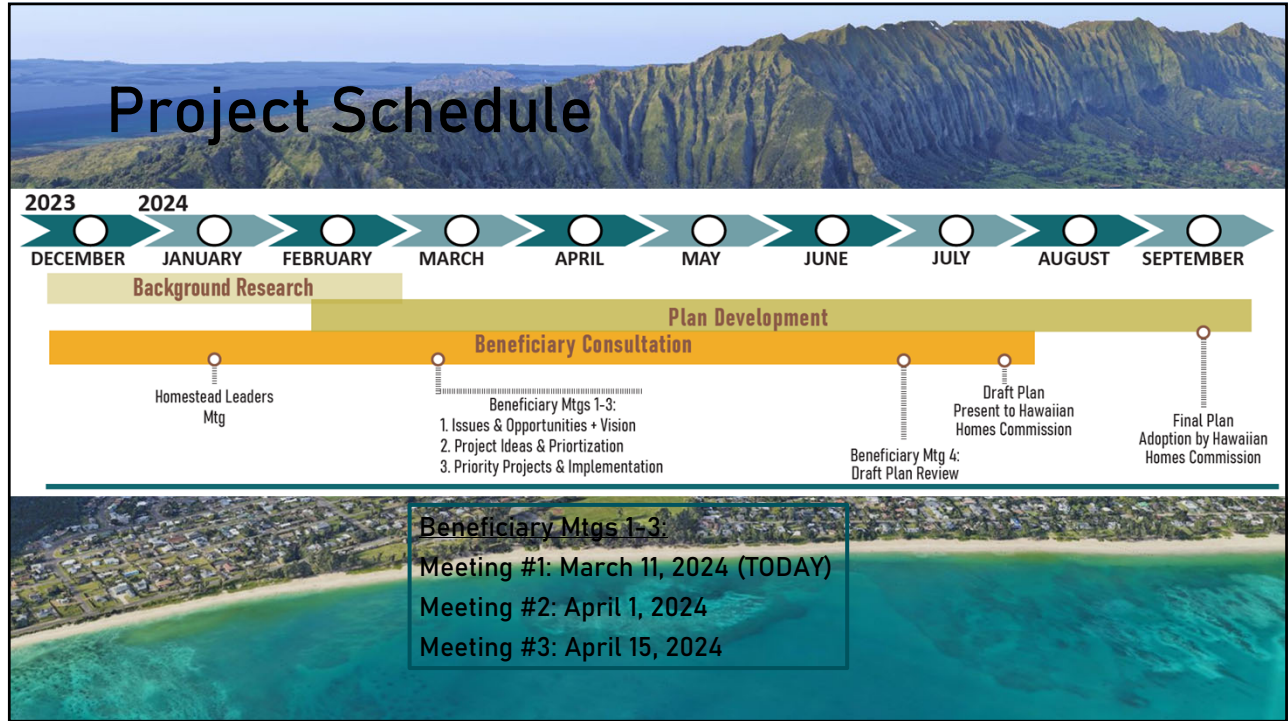 Project Schedule
2023 2024
DECEMBER JANUARY FEBRUARY MARCH APRIL MAY JUNE JULY AUGUST SEPTEMBER
Background Research
Plan Development
Beneficiary Consultation
Homestead Leaders
Mtg
Beneficiary Mtgs 1-3:
1. Issues & Opportunities + Vision
2. Project Ideas & Priortization
3. Priority Projects & Implementation
Beneficiary Mtg 4:
Draft Plan Review
Draft Plan
Present to Hawaiian
Homes Commission
Final Plan
Adoption by Hawaiian
Homes Commission
Beneficiary Mtgs 1-3:
Meeting #1: March 11, 2024 (TODAY)
Meeting #2: April 1, 2024
Meeting #3: April 15, 2024